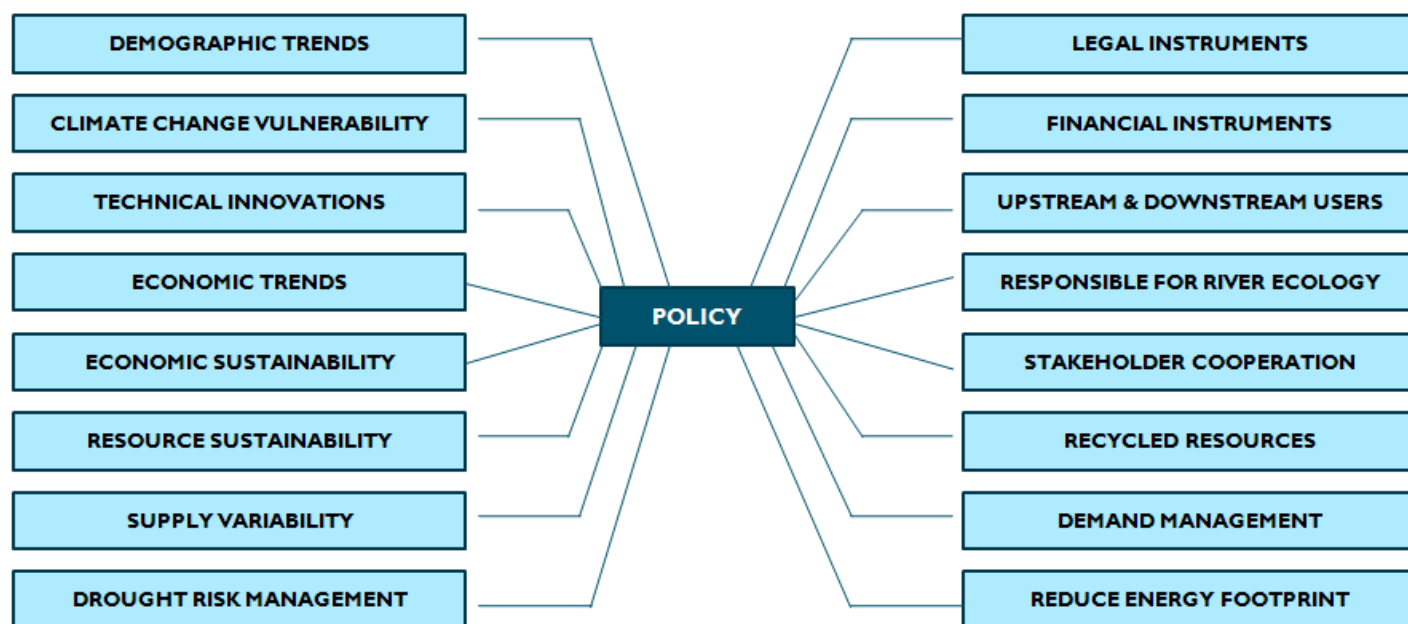 DEMOGRAPHIC TRENDS
CLIMATE CHANGE VULNERABILITY
TECHNICAL INNOVATIONS
ECONOMIC TRENDS
ECONOMIC SUSTAINABILITY
RESOURCE SUSTAINABILITY
SUPPLY VARIABILITY
DROUGHT RISK MANAGEMENT
POLICY
LEGAL INSTRUMENTS
FINANCIAL INSTRUMENTS
UPSTREAM & DOWNSTREAM USERS
RESPONSIBLE FOR RIVER ECOLOGY
STAKEHOLDER COOPERATION
RECYCLED RESOURCES
DEMAND MANAGEMENT
REDUCE ENERGY FOOTPRINT